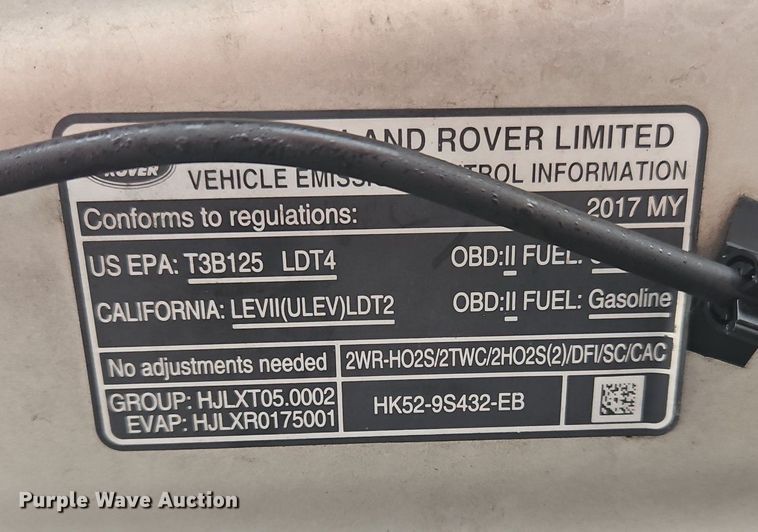 LAND ROVER LIMITED
ROVER
VEHICLE CONTROL INFORMATION
Conforms to regulations: 2017 MY
US EPA: T3B125 LDT4 OBD:II FUEL:
CALIFORNIA: LEVII(ULEV)LDT2 OBD:II FUEL: Gasoline
No adjustments needed 2WR-HO2S/2TWC/2HO2S(2)/DFI/SC/CAC
GROUP: HJLXT05.0002
EVAP: HJLXR0175001
HK52-9S432-EB
Purple Wave Auction